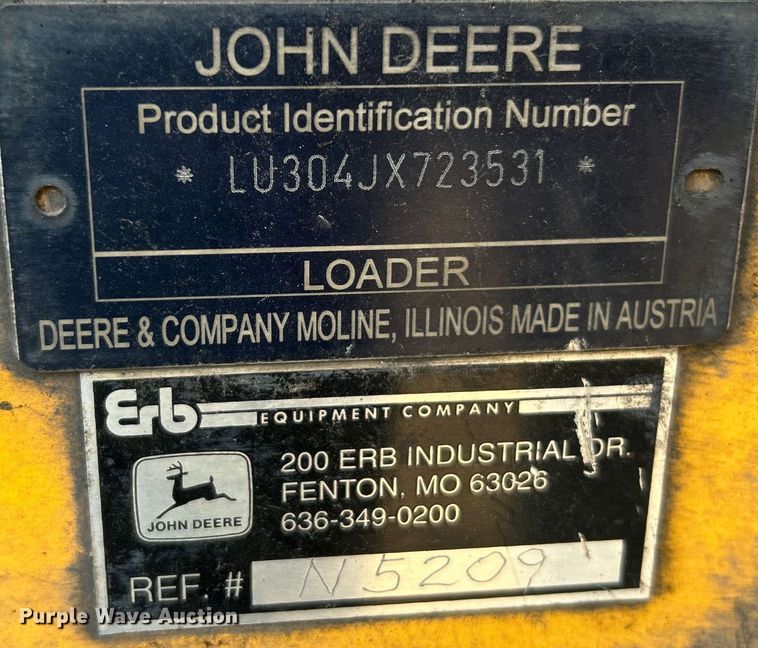 JOHN DEERE
Product Identification Number
* LU304JX723531 *
LOADER
DEERE & COMPANY MOLINE, ILLINOIS MADE IN AUSTRIA
Erb EQUIPMENT COMPANY
200 ERB INDUSTRIAL DR.
FENTON, MO 63026
636-349-0200
JOHN DEERE
REF. # N5209
Purple Wave Auction